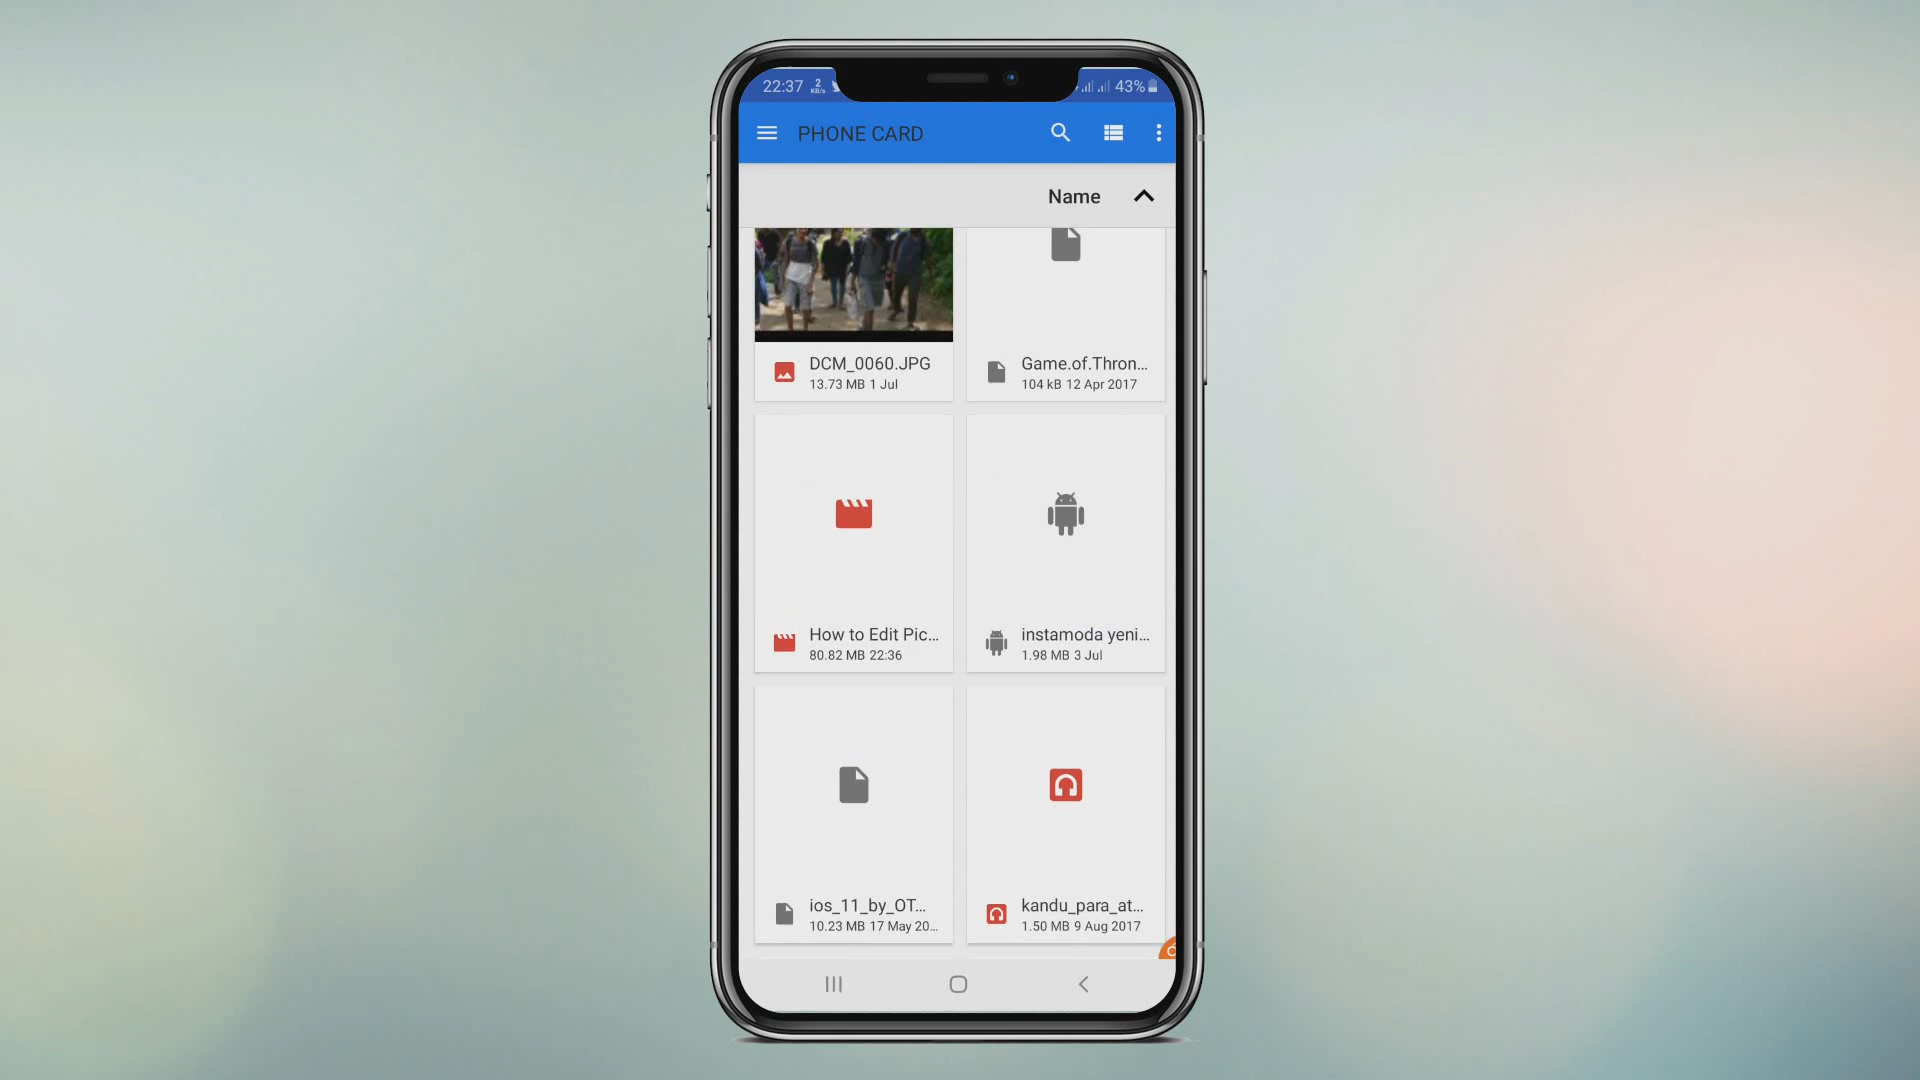 22:37 2 KB/s 43%
PHONE CARD
Name
DCM_0060.JPG
13.73 MB 1 Jul
Game.of.Thron...
104 kB 12 Apr 2017
How to Edit Pic...
80.82 MB 22:36
instamoda yeni...
1.98 MB 3 Jul
ios_11_by_OT...
10.23 MB 17 May 20...
kandu_para_at...
1.50 MB 9 Aug 2017